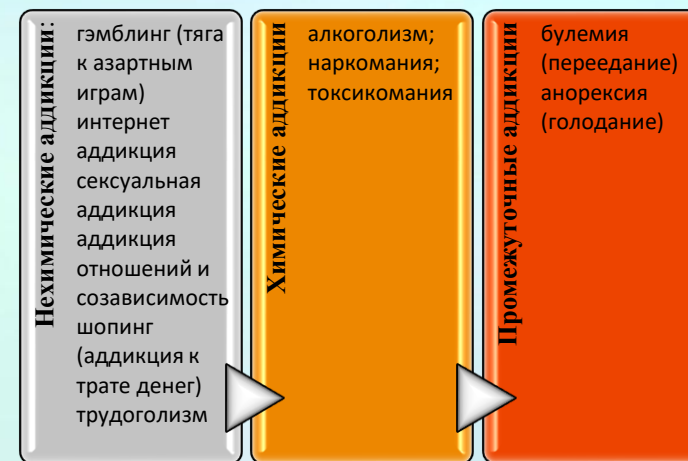 Нехимические аддикции:
гэмблинг (тяга
к азартным
играм)
интернет
аддикция
сексуальная
аддикция
аддикция
отношений и
созависимость
шопинг
(аддикция к
трате денег)
трудоголизм
Химические аддикции
алкоголизм;
наркомания;
токсикомания
Промежуточные аддикции
булемия
(переедание)
анорексия
(голодание)